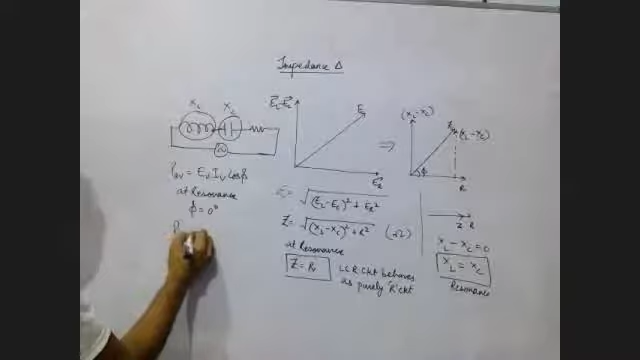 Impedance Δ
X_L X_C
P_av = E_v I_v cosϕ
at Resonance
ϕ = 0°
P
E_L-E_C
E
E_R
⇒
(X_L-X_C)
Z
(X_L-X_C)
ϕ
R
E = √(E_L-E_C)² + E_R²
Z = √(X_L-X_C)² + R² (Ω)
at Resonance
Z = R
LCR Ckt behaves
as purely 'R' Ckt
Z R
X_L - X_C = 0
X_L = X_C
Resonance